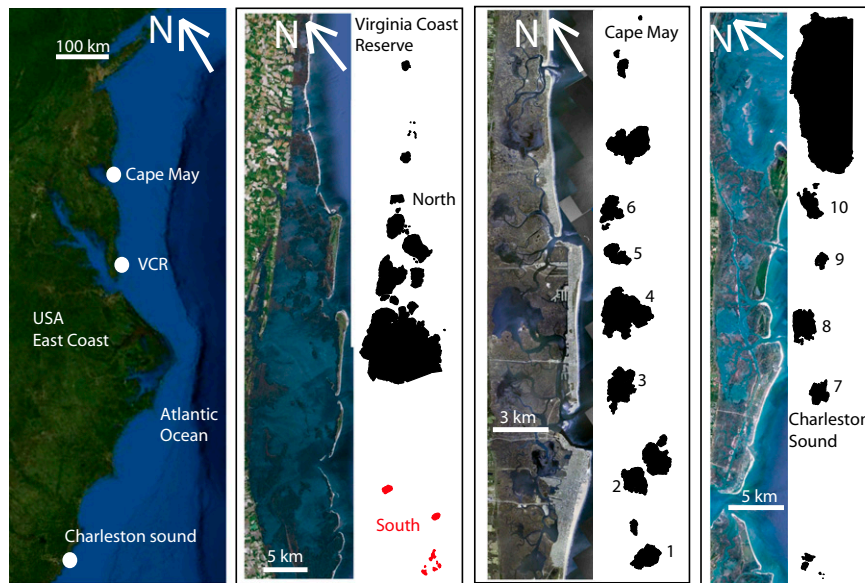 N
100 km
Cape May
VCR
USA
East Coast
Atlantic
Ocean
Charleston sound
N
Virginia Coast
Reserve
North
South
5 km
N
Cape May
6
5
4
3
3 km
2
1
N
10
9
8
7
Charleston
Sound
5 km